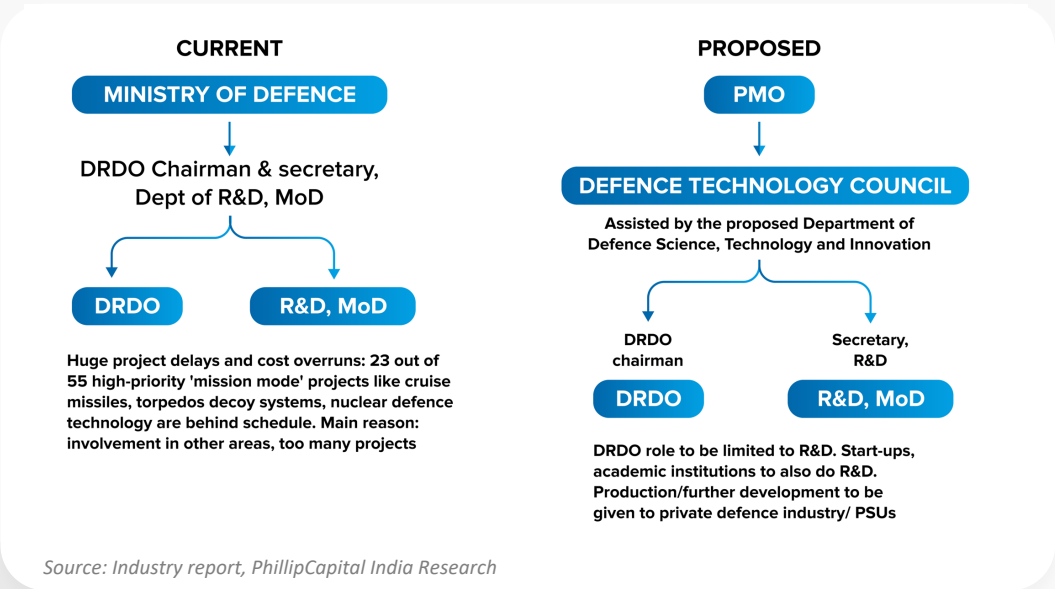 CURRENT
MINISTRY OF DEFENCE
DRDO Chairman & secretary,
Dept of R&D, MoD
DRDO
R&D, MoD
Huge project delays and cost overruns: 23 out of
55 high-priority 'mission mode' projects like cruise
missiles, torpedos decoy systems, nuclear defence
technology are behind schedule. Main reason:
involvement in other areas, too many projects
PROPOSED
PMO
DEFENCE TECHNOLOGY COUNCIL
Assisted by the proposed Department of
Defence Science, Technology and Innovation
DRDO
chairman
DRDO
Secretary,
R&D
R&D, MoD
DRDO role to be limited to R&D. Start-ups,
academic institutions to also do R&D.
Production/further development to be
given to private defence industry/ PSUs
Source: Industry report, PhillipCapital India Research